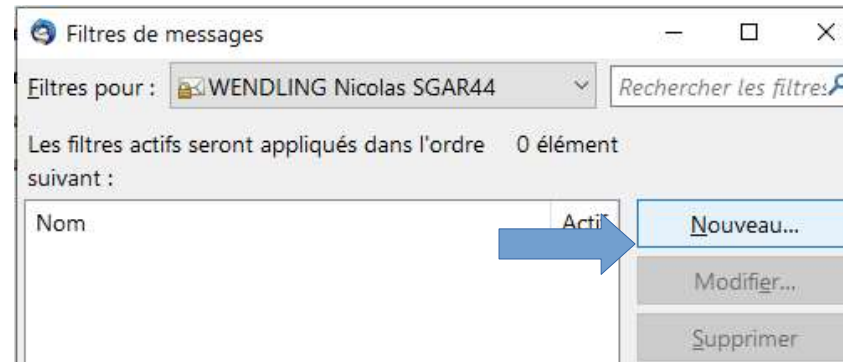 Filtres de messages
Filtres pour : WENDLING Nicolas SGAR44 Rechercher les filtres
Les filtres actifs seront appliqués dans l'ordre 0 élément
suivant :
Nom Actif
Nouveau...
Modifier...
Supprimer